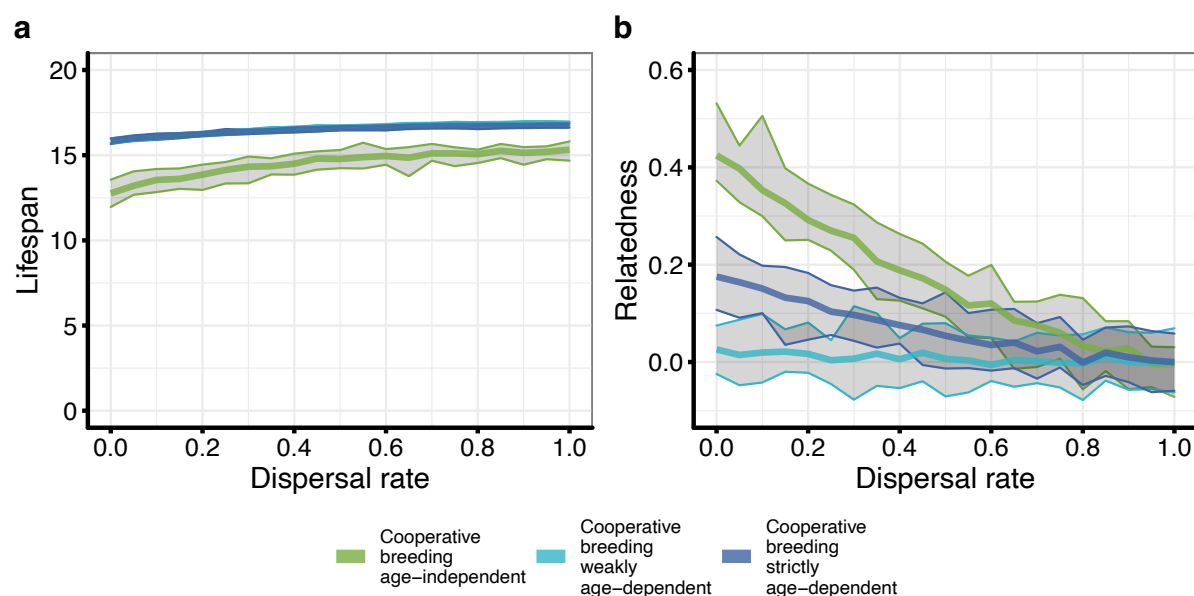 a
20
15
10
5
0
Lifespan
0.0 0.2 0.4 0.6 0.8 1.0
Dispersal rate
b
0.6
0.4
0.2
0.0
Relatedness
0.0 0.2 0.4 0.6 0.8 1.0
Dispersal rate
Cooperative
breeding
age−independent
Cooperative
breeding
weakly
age−dependent
Cooperative
breeding
strictly
age−dependent